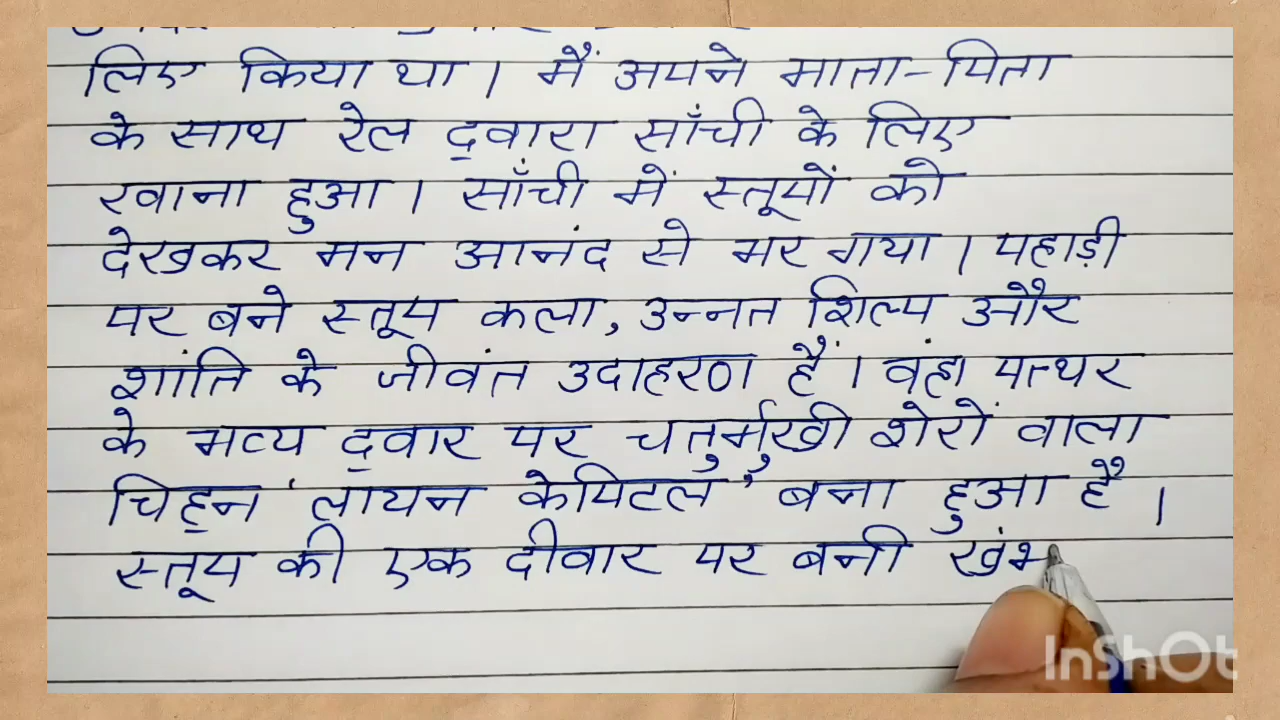 लिए किया था। मैं अपने माता-पिता
के साथ रेल द्वारा साँची के लिए
रवाना हुआ। साँची में स्तूपों को
देखकर मन आनंद से भर गया। पहाड़ी
पर बने स्तूप कला, उन्नत शिल्प और
शांति के जीवंत उदाहरण हैं। वंहा पत्थर
के भव्य द्वार पर चतुर्मुखी शेरों वाला
चिह्न 'लायन केपिटल' बना हुआ है।
स्तूप की एक दीवार पर बनी खंभ
InShOt